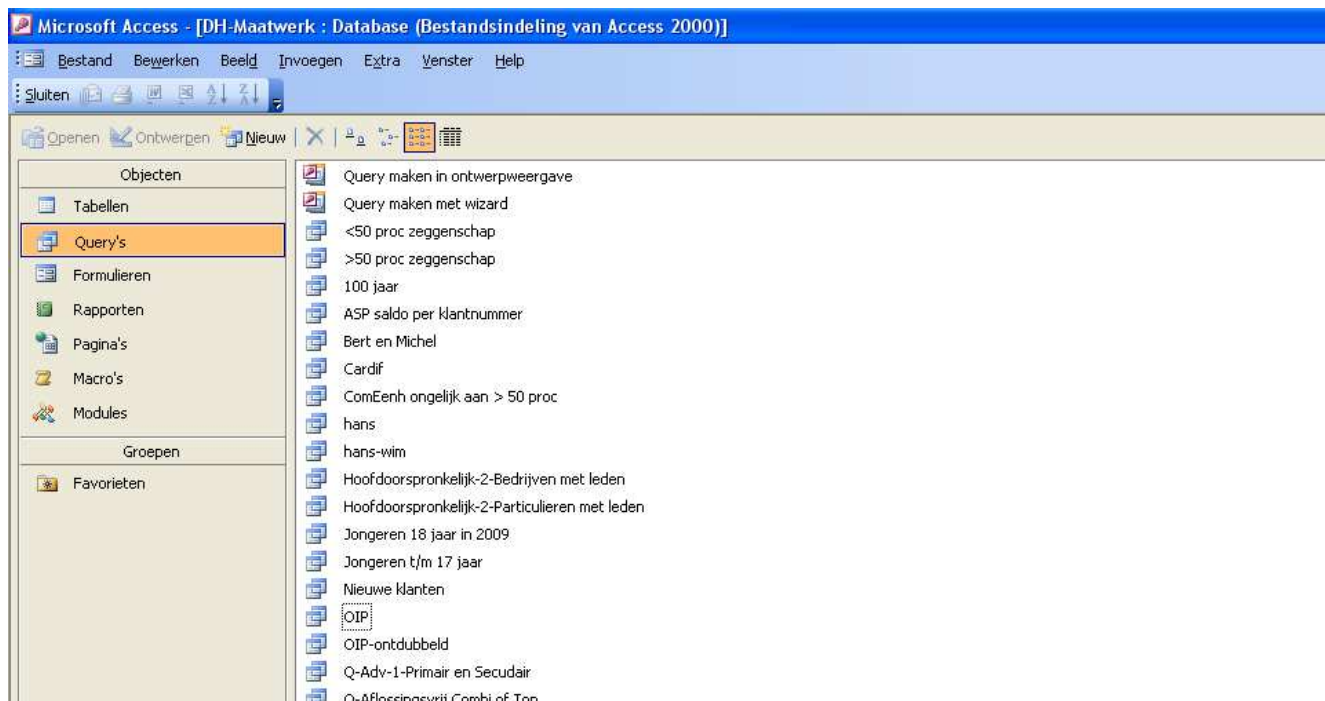 Microsoft Access - [DH-Maatwerk : Database (Bestandsindeling van Access 2000)]
Bestand Bewerken Beeld Invoegen Extra Venster Help
Sluiten
Openen Ontwerpen Nieuw
Objecten
Tabellen
Query's
Formulieren
Rapporten
Pagina's
Macro's
Modules
Groepen
Favorieten
Query maken in ontwerpweergave
Query maken met wizard
<50 proc zeggenschap
>50 proc zeggenschap
100 jaar
ASP saldo per klantnummer
Bert en Michel
Cardif
ComEenh ongelijk aan > 50 proc
hans
hans-wim
Hoofdoorspronkelijk-2-Bedrijven met leden
Hoofdoorspronkelijk-2-Particulieren met leden
Jongeren 18 jaar in 2009
Jongeren t/m 17 jaar
Nieuwe klanten
OIP
OIP-ontdubbeld
Q-Adv-1-Primair en Secudair
Q-Aflossingsvrij Combi of Top